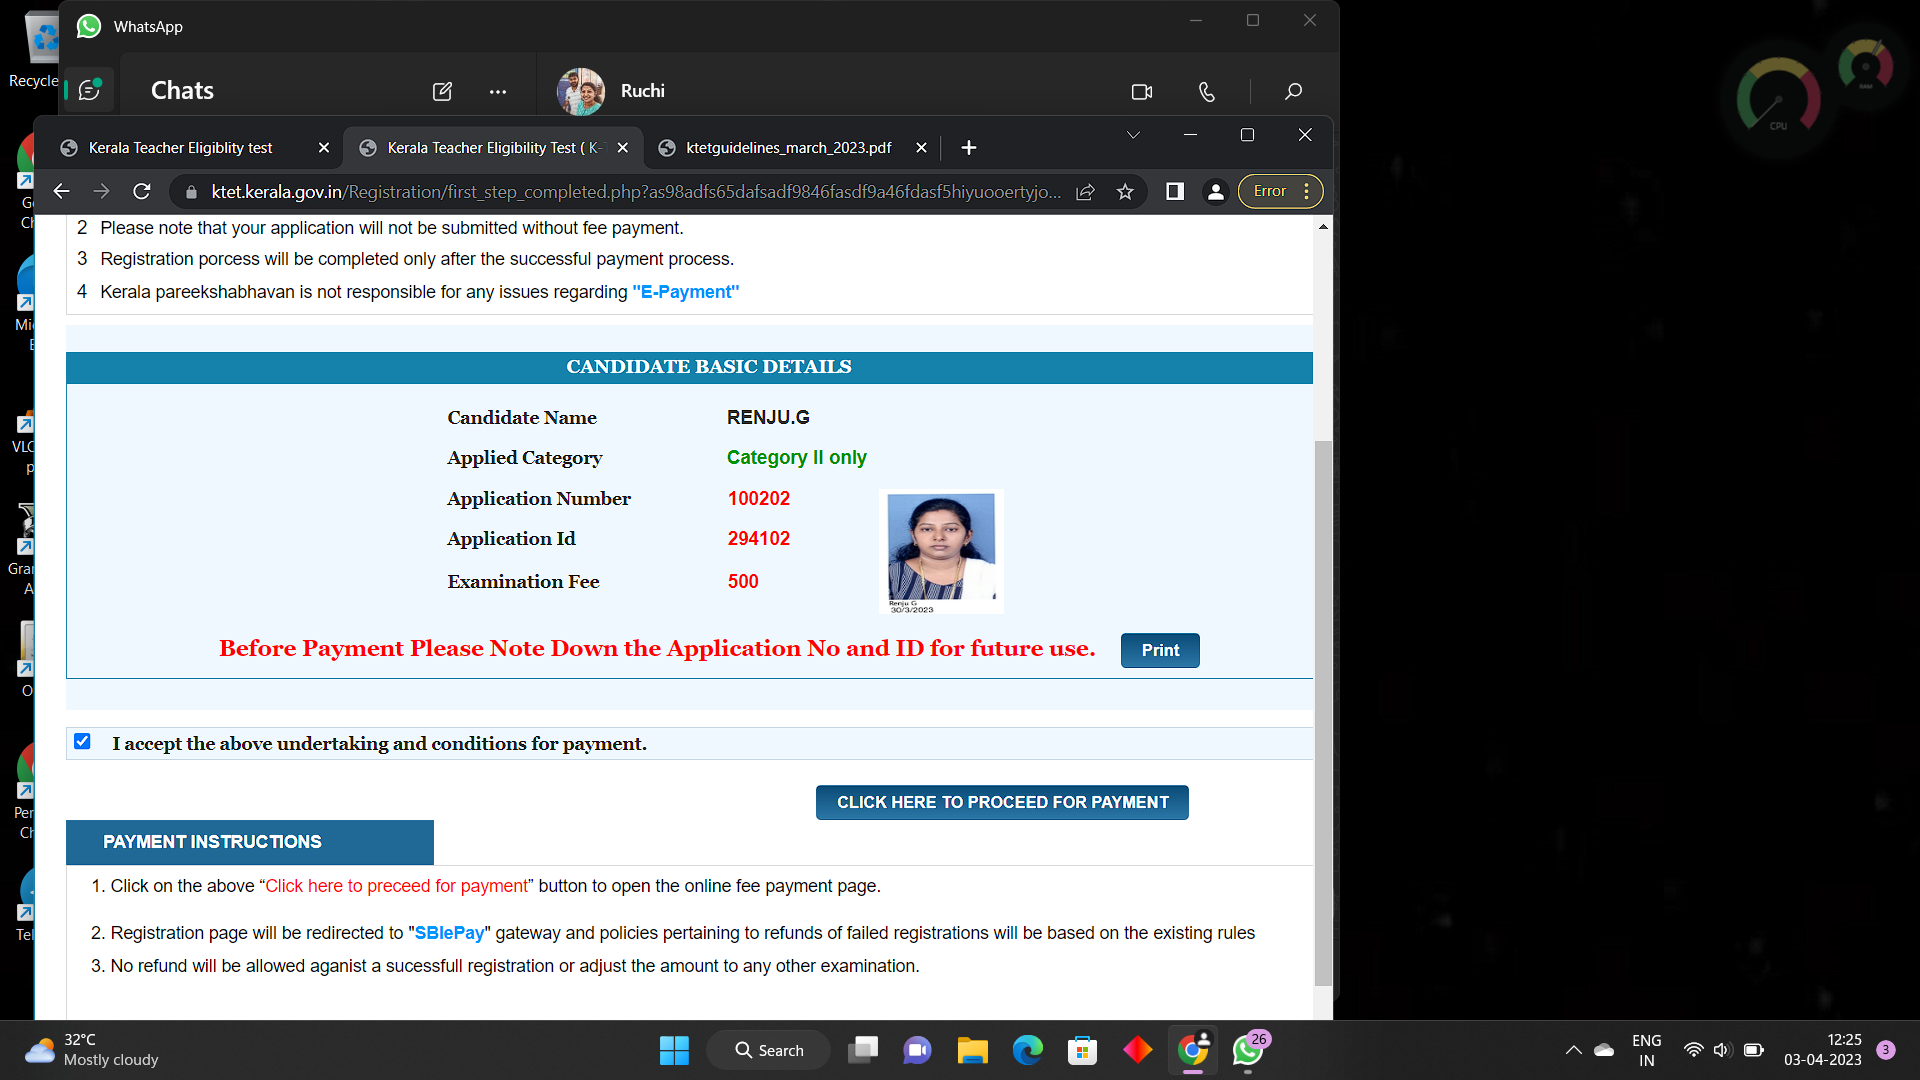 WhatsApp
Recycle
Chats
Ruchi
Kerala Teacher Eligiblity test
Kerala Teacher Eligibility Test ( K-
ktetguidelines_march_2023.pdf
ktet.kerala.gov.in/Registration/first_step_completed.php?as98adfs65dafsadf9846fasdf9a46fdasf5hiyuooertyjo...
Error
CPU
RAM
2 Please note that your application will not be submitted without fee payment.
3 Registration porcess will be completed only after the successful payment process.
4 Kerala pareekshabhavan is not responsible for any issues regarding "E-Payment"
CANDIDATE BASIC DETAILS
Candidate Name RENJU.G
Applied Category Category II only
Application Number 100202
Application Id 294102
Examination Fee 500
Renju G
30/3/2023
Before Payment Please Note Down the Application No and ID for future use.
Print
I accept the above undertaking and conditions for payment.
CLICK HERE TO PROCEED FOR PAYMENT
PAYMENT INSTRUCTIONS
1. Click on the above “Click here to preceed for payment” button to open the online fee payment page.
2. Registration page will be redirected to "SBIePay" gateway and policies pertaining to refunds of failed registrations will be based on the existing rules
3. No refund will be allowed aganist a sucessfull registration or adjust the amount to any other examination.
32°C
Mostly cloudy
Search
26
ENG
IN
12:25
03-04-2023
3